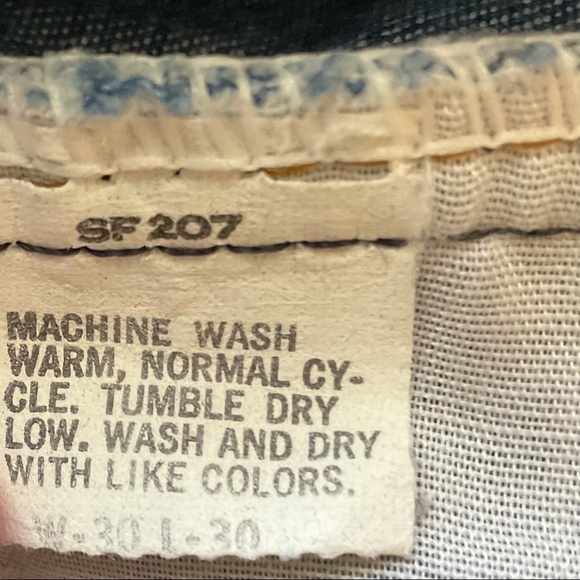 SF 207
MACHINE WASH
WARM, NORMAL CY-
CLE. TUMBLE DRY
LOW. WASH AND DRY
WITH LIKE COLORS.
W-30 L-30